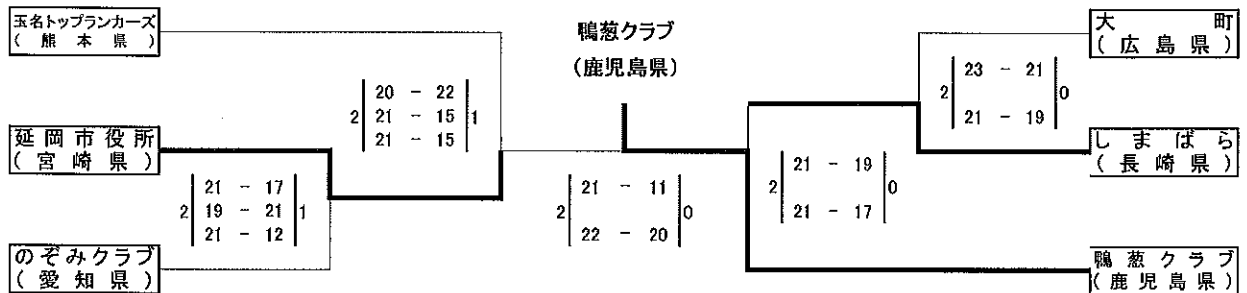 玉名トップランカーズ
(熊本県)
延岡市役所
(宮崎県)
のぞみクラブ
(愛知県)
2
20 - 22
21 - 15
21 - 15
1
2
21 - 17
19 - 21
21 - 12
1
鴨葱クラブ
(鹿児島県)
2
21 - 11
22 - 20
0
2
23 - 21
21 - 19
0
2
21 - 19
21 - 17
0
大町
(広島県)
しまばら
(長崎県)
鴨葱クラブ
(鹿児島県)